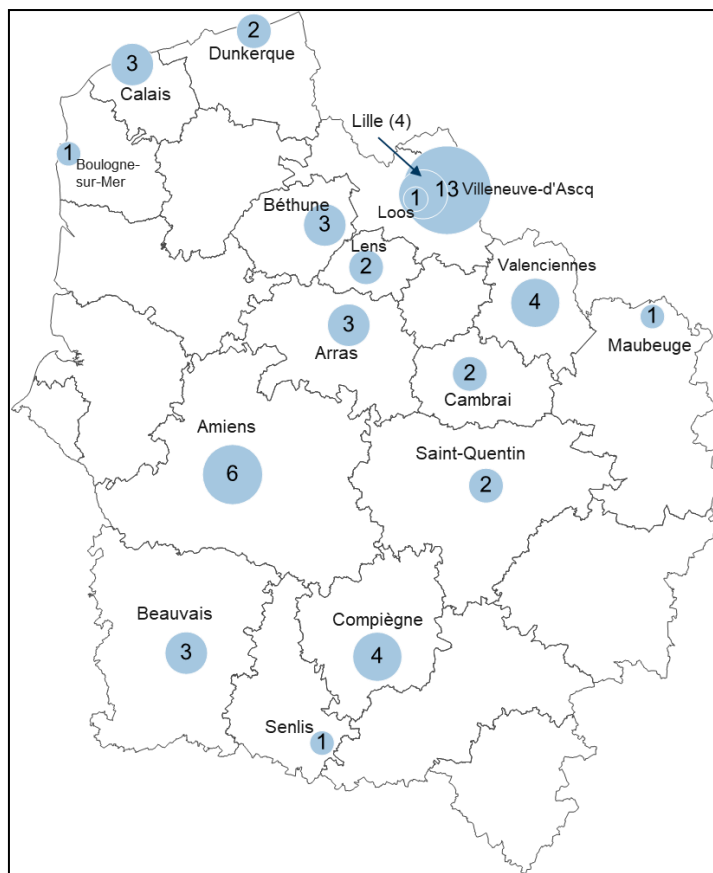 2
Dunkerque
3
Calais
Lille (4)
1
Boulogne-
sur-Mer
13 Villeneuve-d'Ascq
1
Loos
Béthune
3
Lens
2
Valenciennes
4
3
Arras
1
Maubeuge
2
Cambrai
Amiens
6
Saint-Quentin
2
Beauvais
3
Compiègne
4
Senlis
1